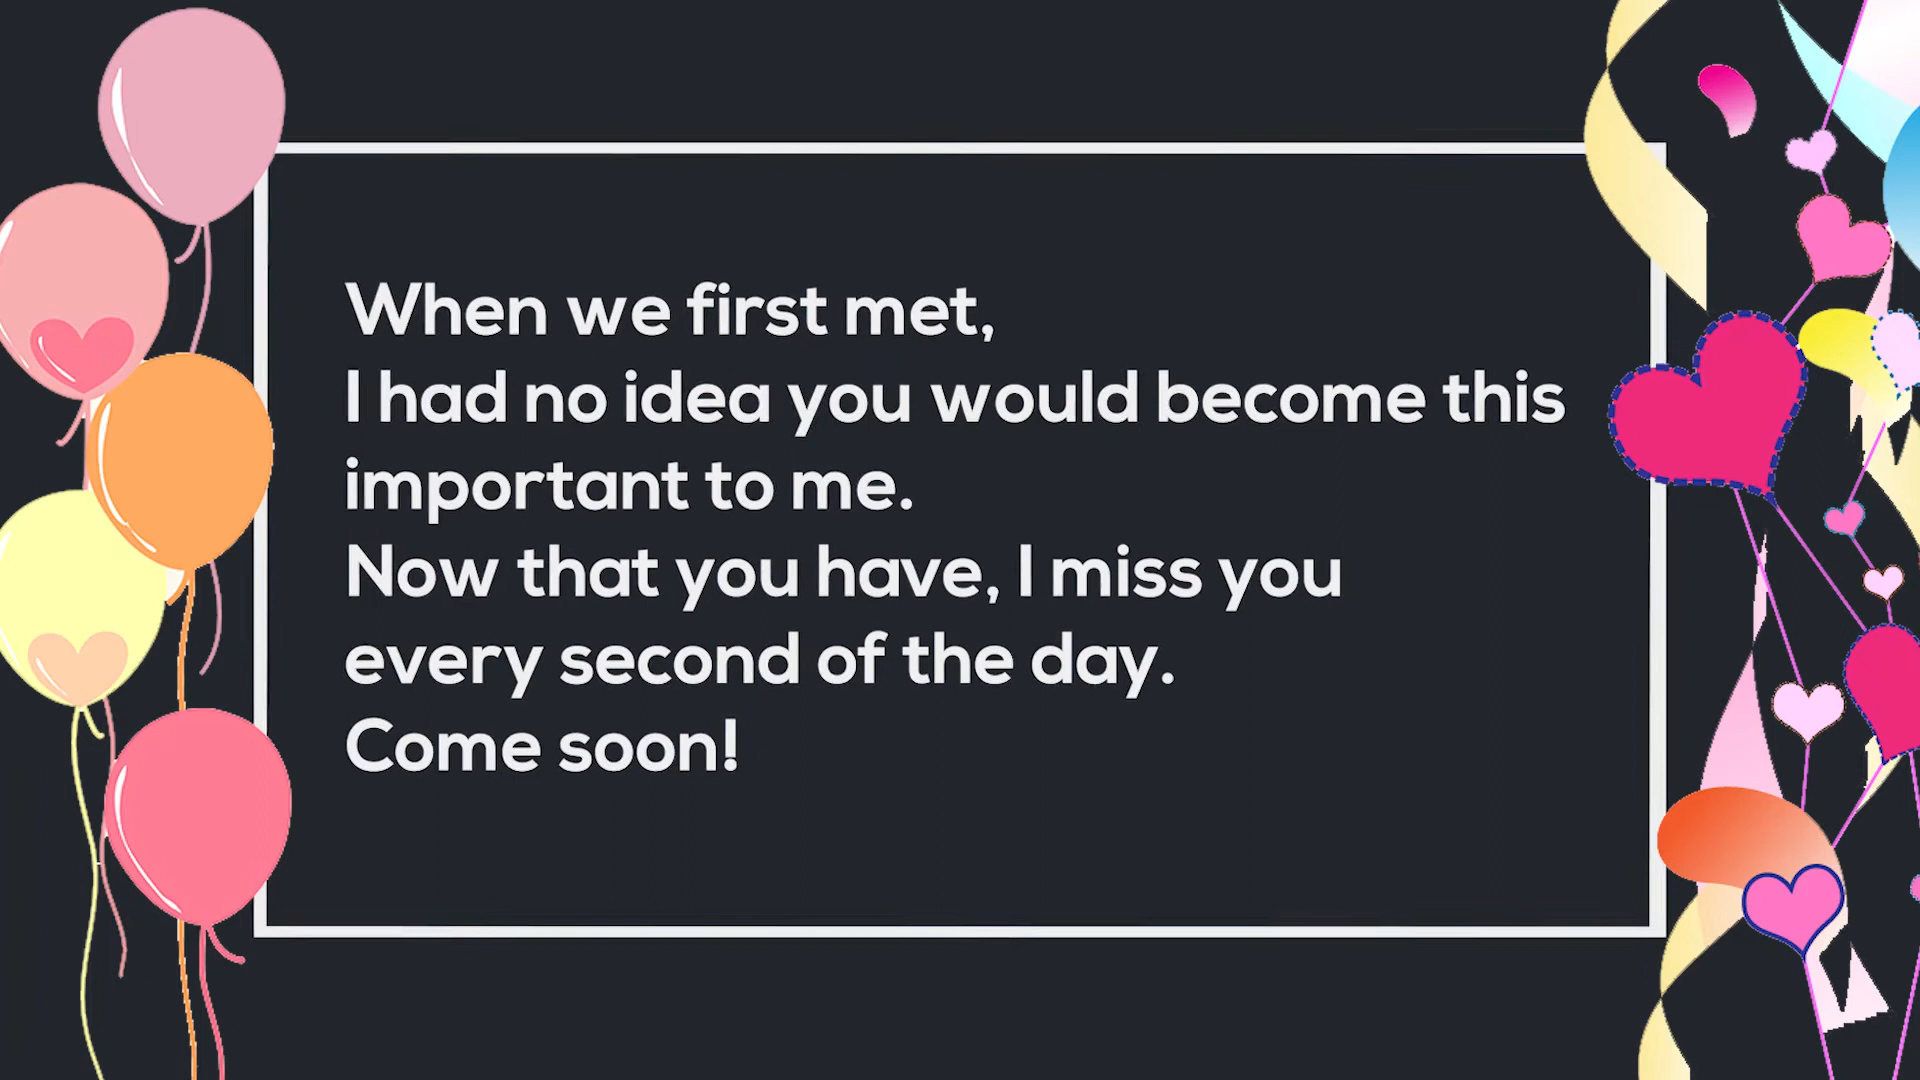 When we first met,
I had no idea you would become this
important to me.
Now that you have, I miss you
every second of the day.
Come soon!